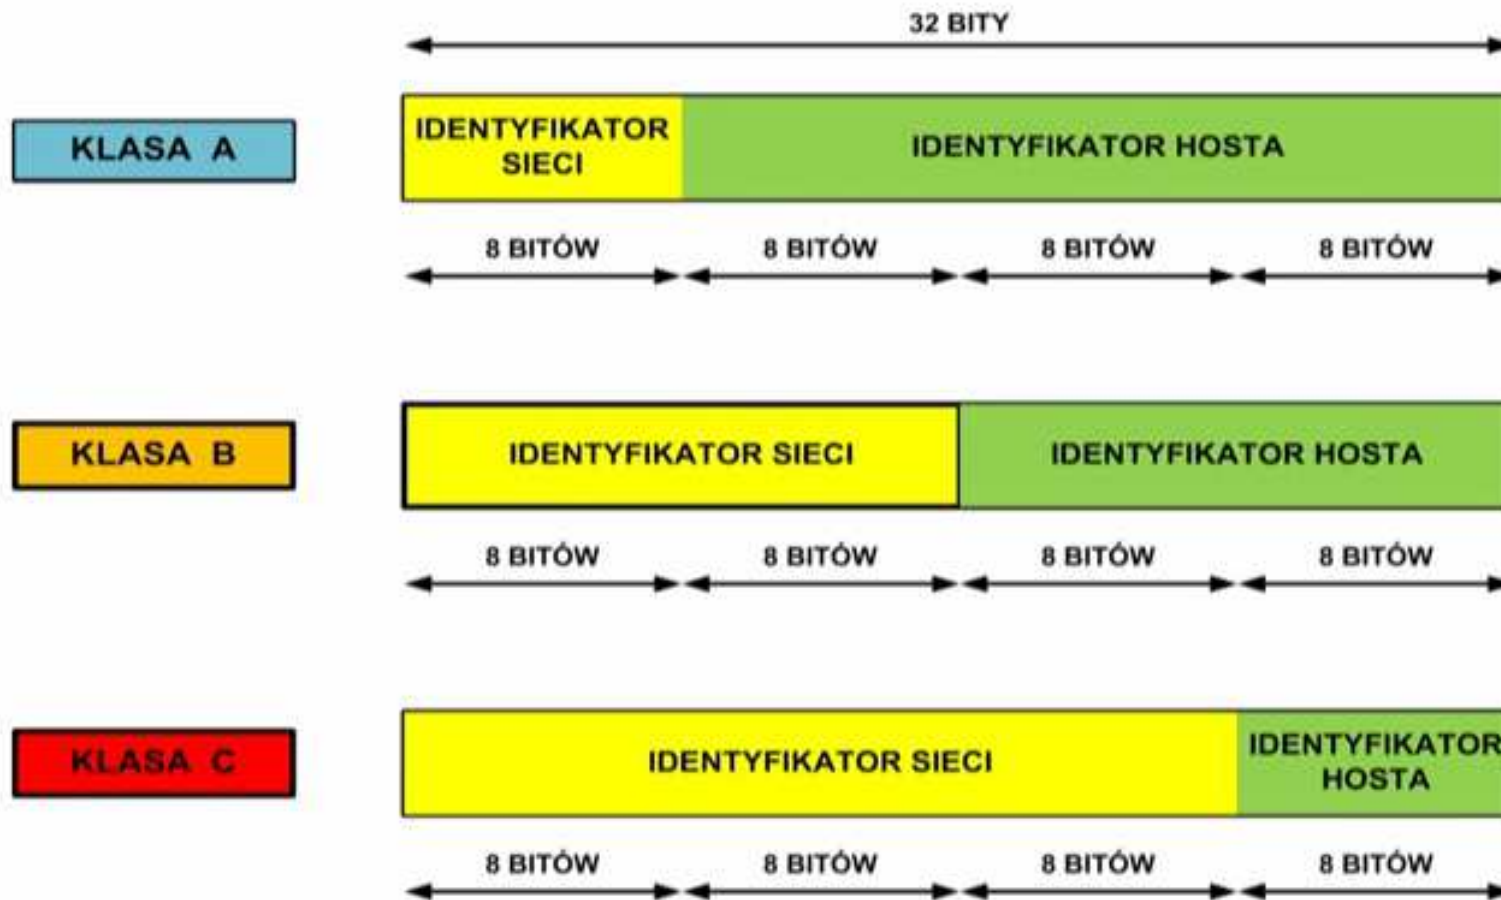 32 BITY
KLASA A
IDENTYFIKATOR
SIECI
IDENTYFIKATOR HOSTA
8 BITÓW
8 BITÓW
8 BITÓW
8 BITÓW
KLASA B
IDENTYFIKATOR SIECI
IDENTYFIKATOR HOSTA
8 BITÓW
8 BITÓW
8 BITÓW
8 BITÓW
KLASA C
IDENTYFIKATOR SIECI
IDENTYFIKATOR
HOSTA
8 BITÓW
8 BITÓW
8 BITÓW
8 BITÓW